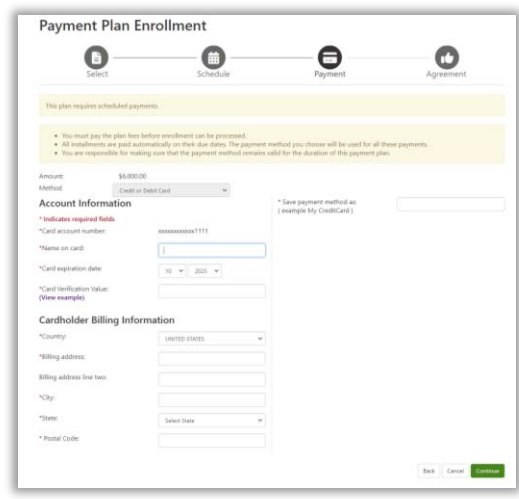 Payment Plan Enrollment
Select
Schedule
Payment
Agreement
This plan requires scheduled payments.
You must pay the plan fees before enrollment can be processed.
All installments are paid automatically on their due dates. The payment method you choose will be used for all these payments.
You are responsible for making sure that the payment method remains valid for the duration of this payment plan.
Amount: $6,000.00
Method: Credit or Debit Card
Account Information
* Indicates required fields
*Card account number: xxxxxxxxxxxx1111
*Name on card:
*Card expiration date: 10 2025
*Card Verification Value:
(View example)
* Save payment method as:
( example My CreditCard )
Cardholder Billing Information
*Country: UNITED STATES
*Billing address:
Billing address line two:
*City:
*State: Select State
* Postal Code:
Back Cancel Continue